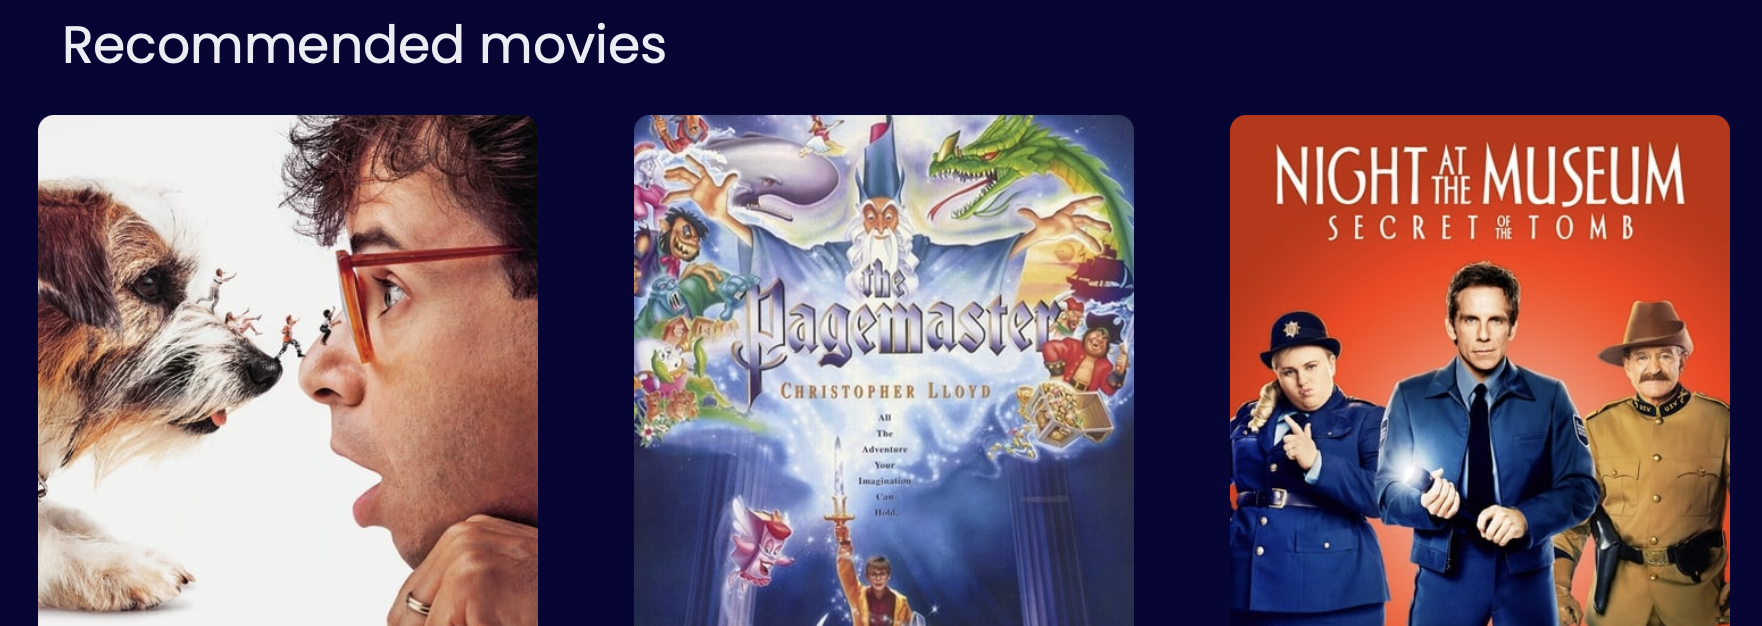 Recommended movies
the
Pagemaster
CHRISTOPHER LLOYD
All
The
Adventure
Your
Imagination
Can
Hold.
NIGHT AT THE MUSEUM
SECRET OF THE TOMB